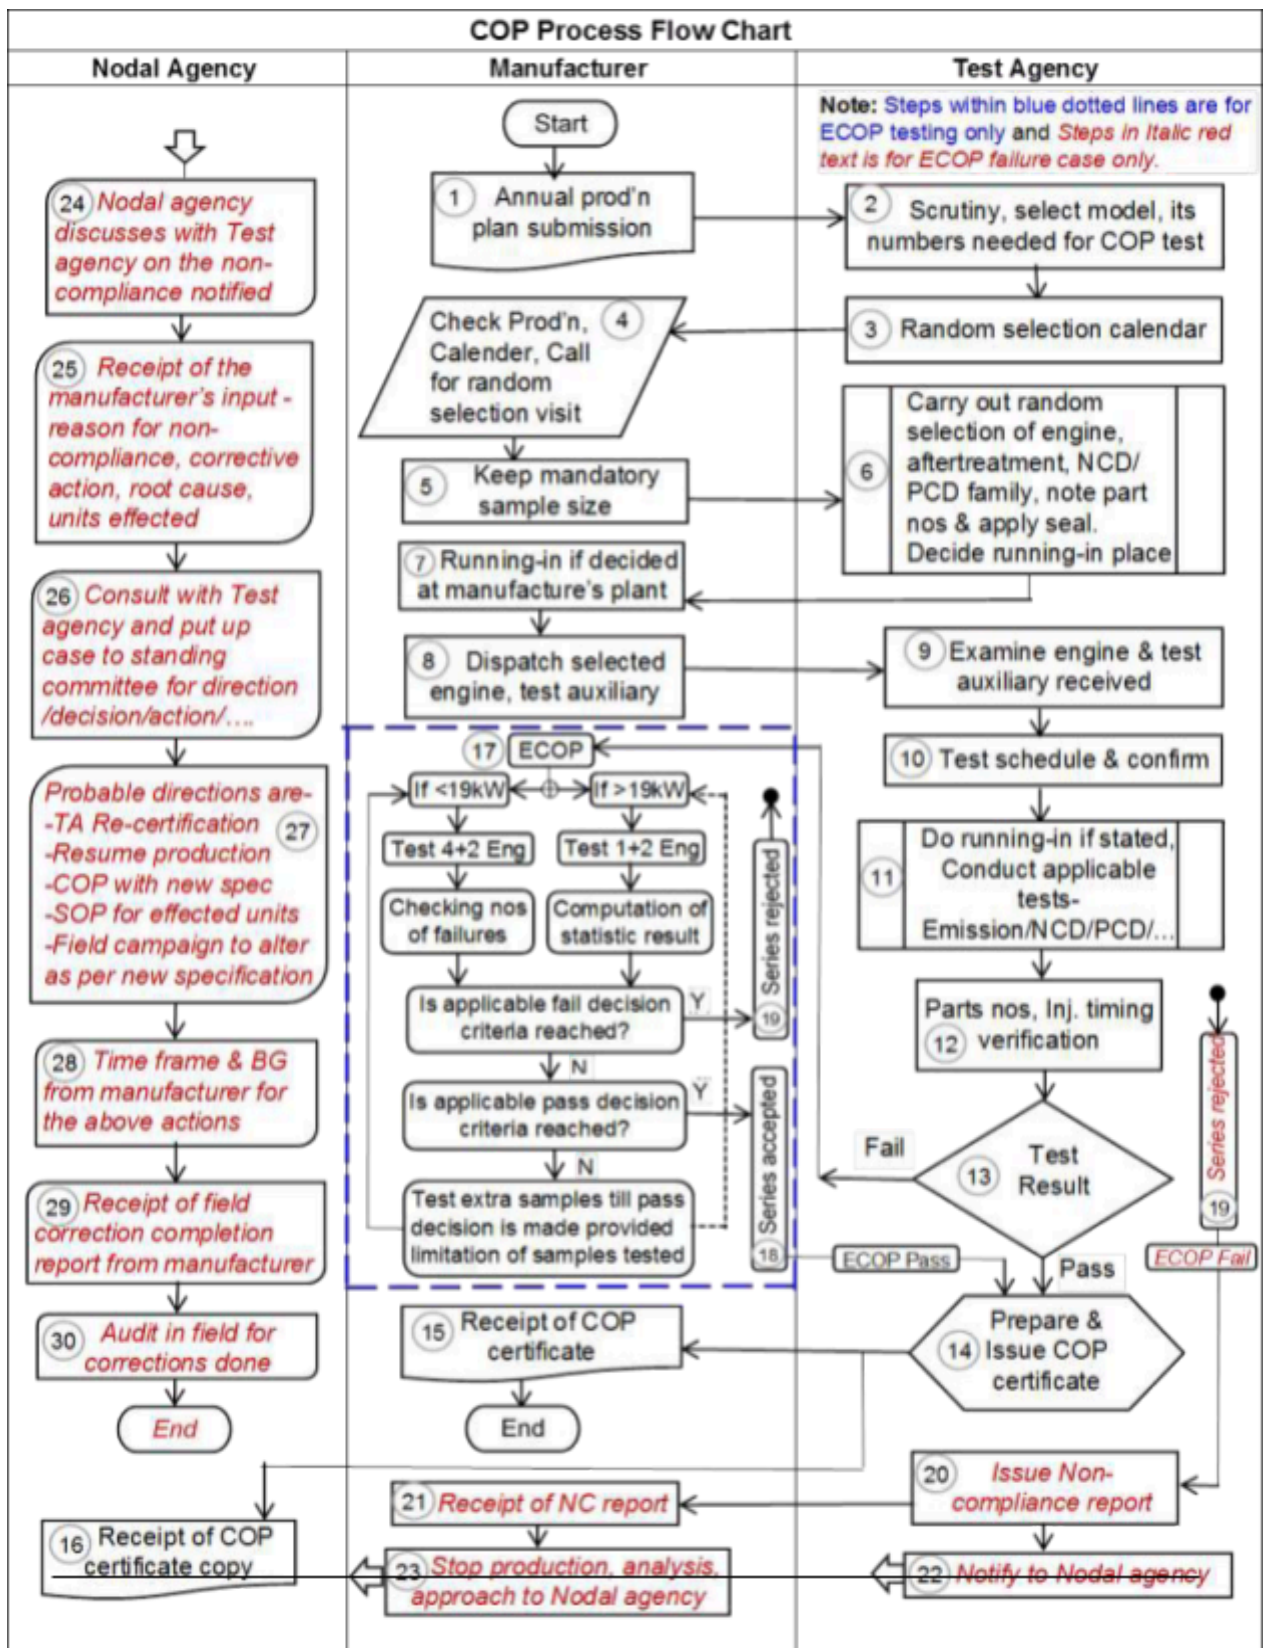 COP Process Flow Chart
Nodal Agency
Manufacturer
Test Agency
Note: Steps within blue dotted lines are for
ECOP testing only and Steps in Italic red
text is for ECOP failure case only.
Start
1 Annual prod'n
plan submission
2 Scrutiny, select model, its
numbers needed for COP test
3 Random selection calendar
Check Prod'n, 4
Calender, Call
for random
selection visit
5 Keep mandatory
sample size
Carry out random
selection of engine,
aftertreatment, NCD/
6 PCD family, note part
nos & apply seal.
Decide running-in place
7 Running-in if decided
at manufacture's plant
8 Dispatch selected
engine, test auxiliary
9 Examine engine & test
auxiliary received
10 Test schedule & confirm
Do running-in if stated,
11 Conduct applicable
tests-
Emission/NCD/PCD/...
Parts nos, Inj. timing
12 verification
13 Test
Result
Fail
Pass
17 ECOP
If <19kW
If >19kW
Test 4+2 Eng
Test 1+2 Eng
Checking nos
of failures
Computation of
statistic result
Is applicable fail decision
criteria reached?
Y
N
19 Series rejected
Is applicable pass decision
criteria reached?
Y
N
18 Series accepted
Test extra samples till pass
decision is made provided
limitation of samples tested
ECOP Pass
19 Series rejected
ECOP Fail
Prepare &
14 Issue COP
certificate
15 Receipt of COP
certificate
End
16 Receipt of COP
certificate copy
20 Issue Non-
compliance report
21 Receipt of NC report
22 Notify to Nodal agency
23 Stop production, analysis,
approach to Nodal agency
24 Nodal agency
discusses with Test
agency on the non-
compliance notified
25 Receipt of the
manufacturer's input -
reason for non-
compliance, corrective
action, root cause,
units effected
26 Consult with Test
agency and put up
case to standing
committee for direction
/decision/action/....
Probable directions are-
-TA Re-certification 27
-Resume production
-COP with new spec
-SOP for effected units
-Field campaign to alter
as per new specification
28 Time frame & BG
from manufacturer for
the above actions
29 Receipt of field
correction completion
report from manufacturer
30 Audit in field for
corrections done
End